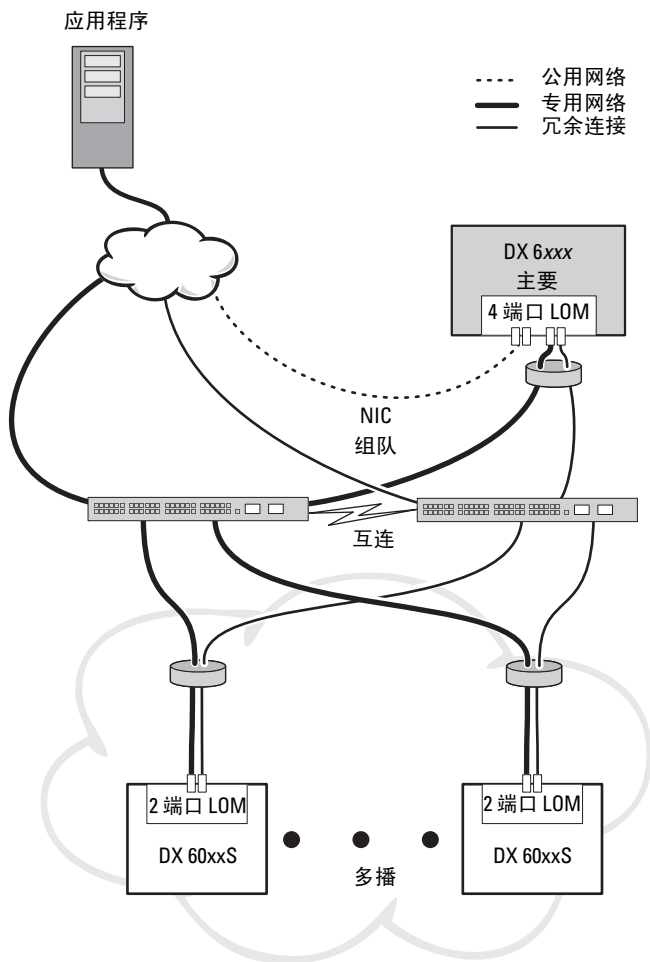 应用程序
公用网络
专用网络
冗余连接
DX 6xxx
主要
4 端口 LOM
NIC
组队
互连
2 端口 LOM
DX 60xxS
2 端口 LOM
DX 60xxS
多播